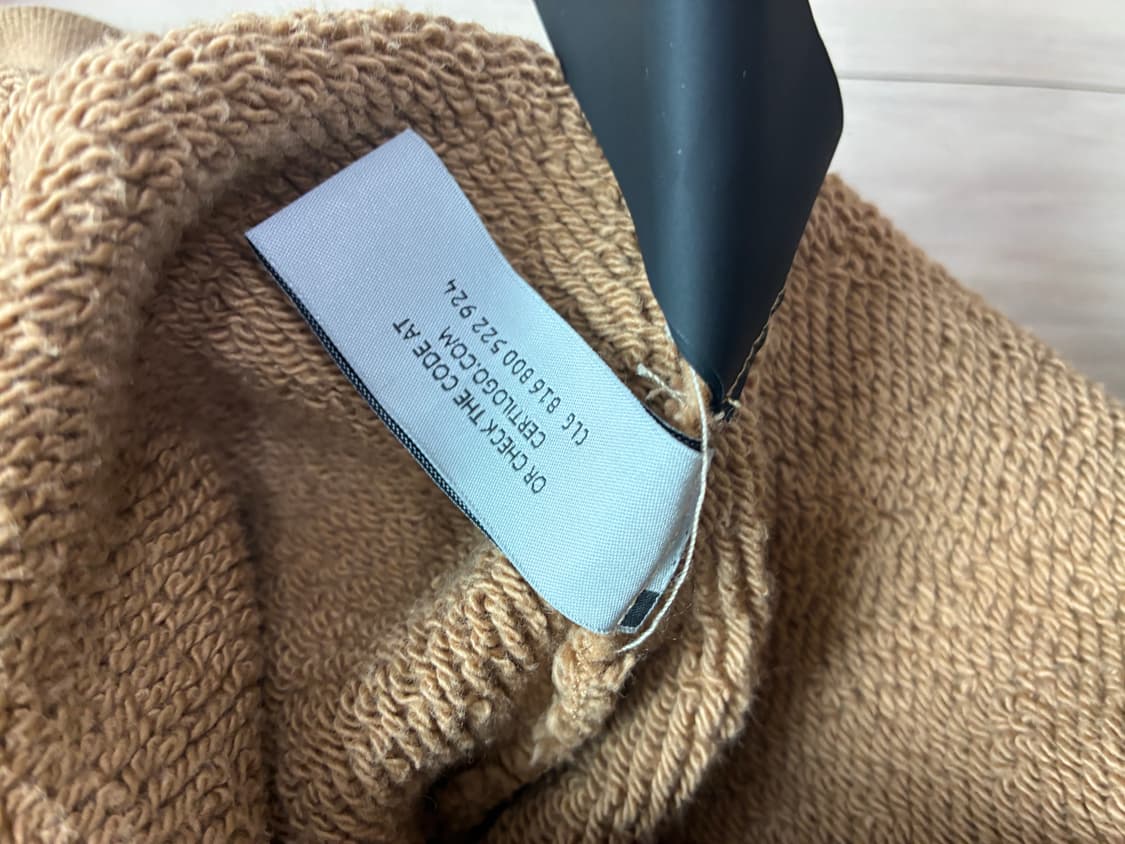 OR CHECK THE CODE AT
CERTILOGO.COM
CLG 816 800 522 924